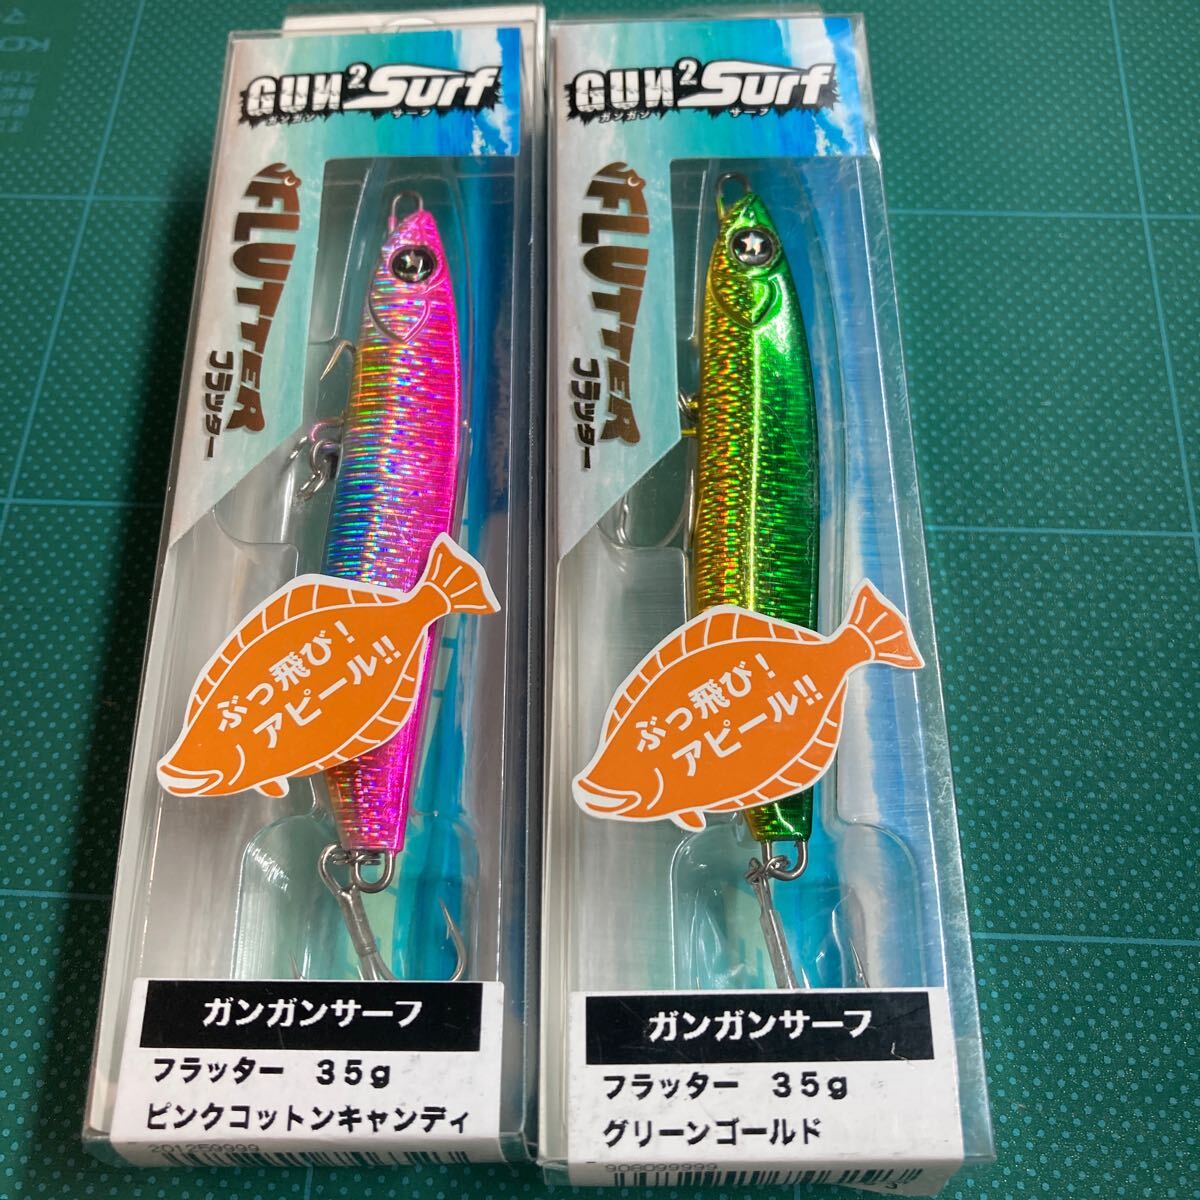 GUN²Surf
ガンガン サーフ
FLUTTER
フラッター
ぶっ飛び!
アピール!!
ガンガンサーフ
フラッター 35g
ピンクコットンキャンディ
201259999
GUN²Surf
ガンガン サーフ
FLUTTER
フラッター
ぶっ飛び!
アピール!!
ガンガンサーフ
フラッター 35g
グリーンゴールド
908099999